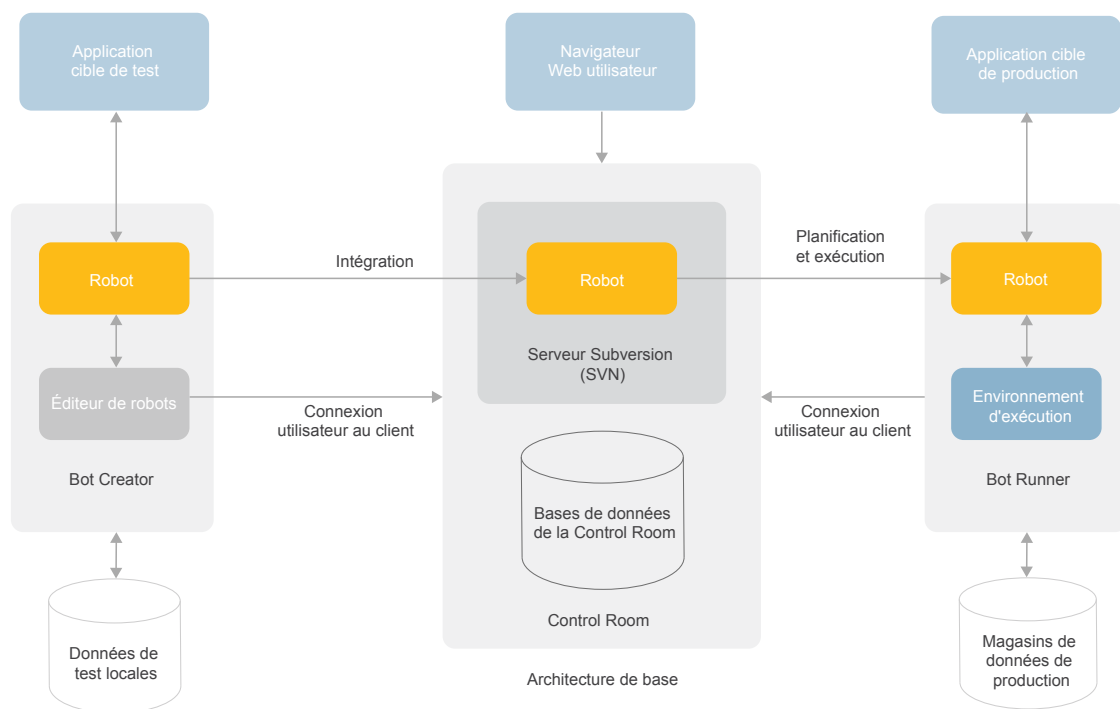 Application
cible de test
Navigateur
Web utilisateur
Application cible
de production
Robot
Intégration
Robot
Planification
et exécution
Robot
Serveur Subversion
(SVN)
Éditeur de robots
Connexion
utilisateur au client
Connexion
utilisateur au client
Environnement
d'exécution
Bot Creator
Bot Runner
Bases de données
de la Control Room
Control Room
Données de
test locales
Magasins de
données de
production
Architecture de base